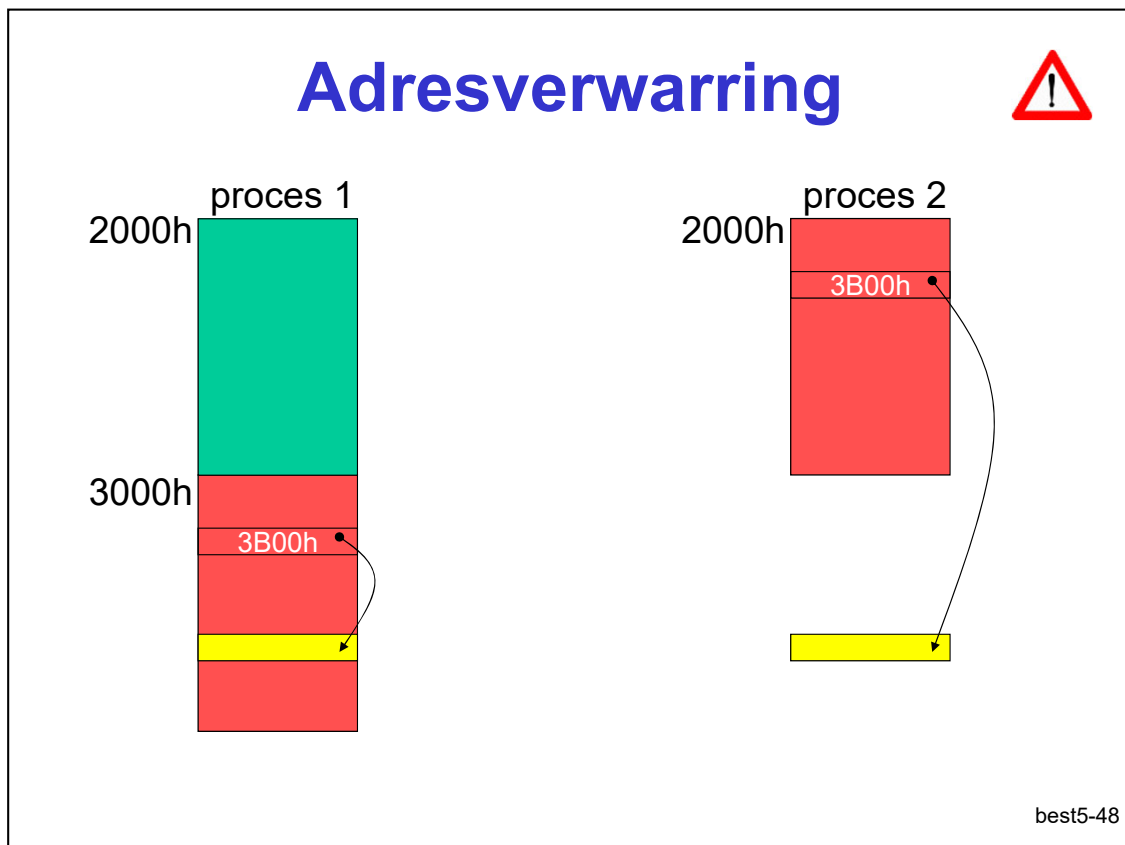 Adresverwarring
proces 1
2000h
3000h
3B00h
proces 2
2000h
3B00h
best5-48